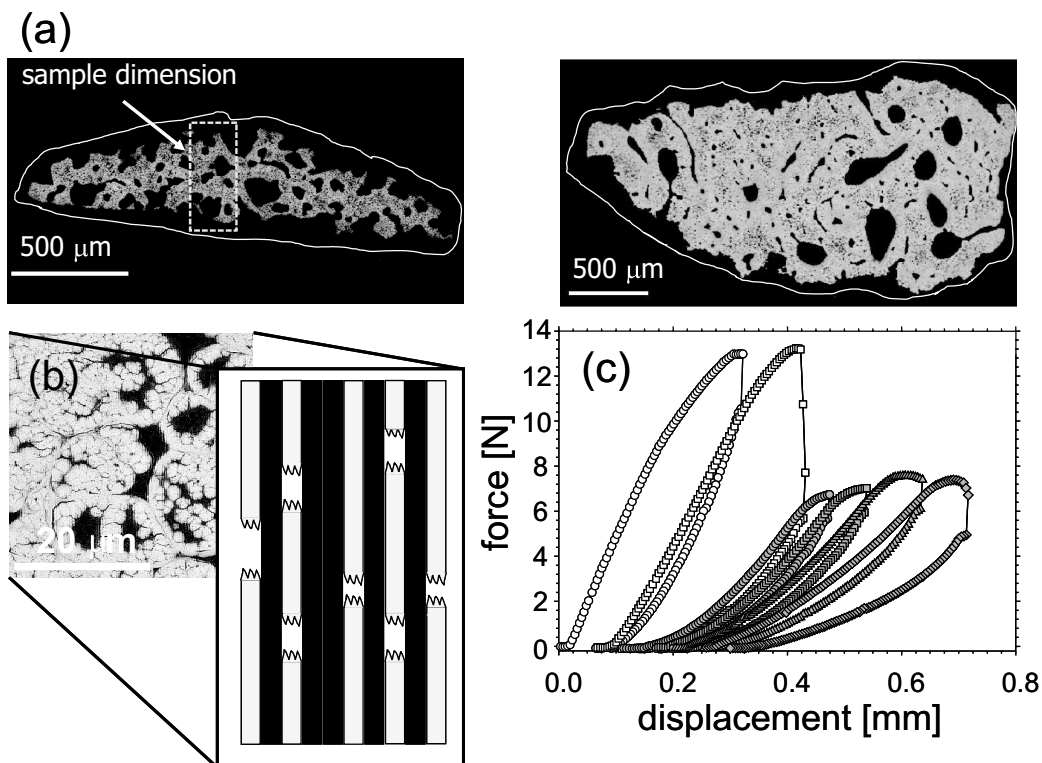 (a)
sample dimension
500 μm
500 μm
(b)
20 μm
(c)
14
12
10
8
6
4
2
0
force [N]
0.0 0.2 0.4 0.6 0.8
displacement [mm]